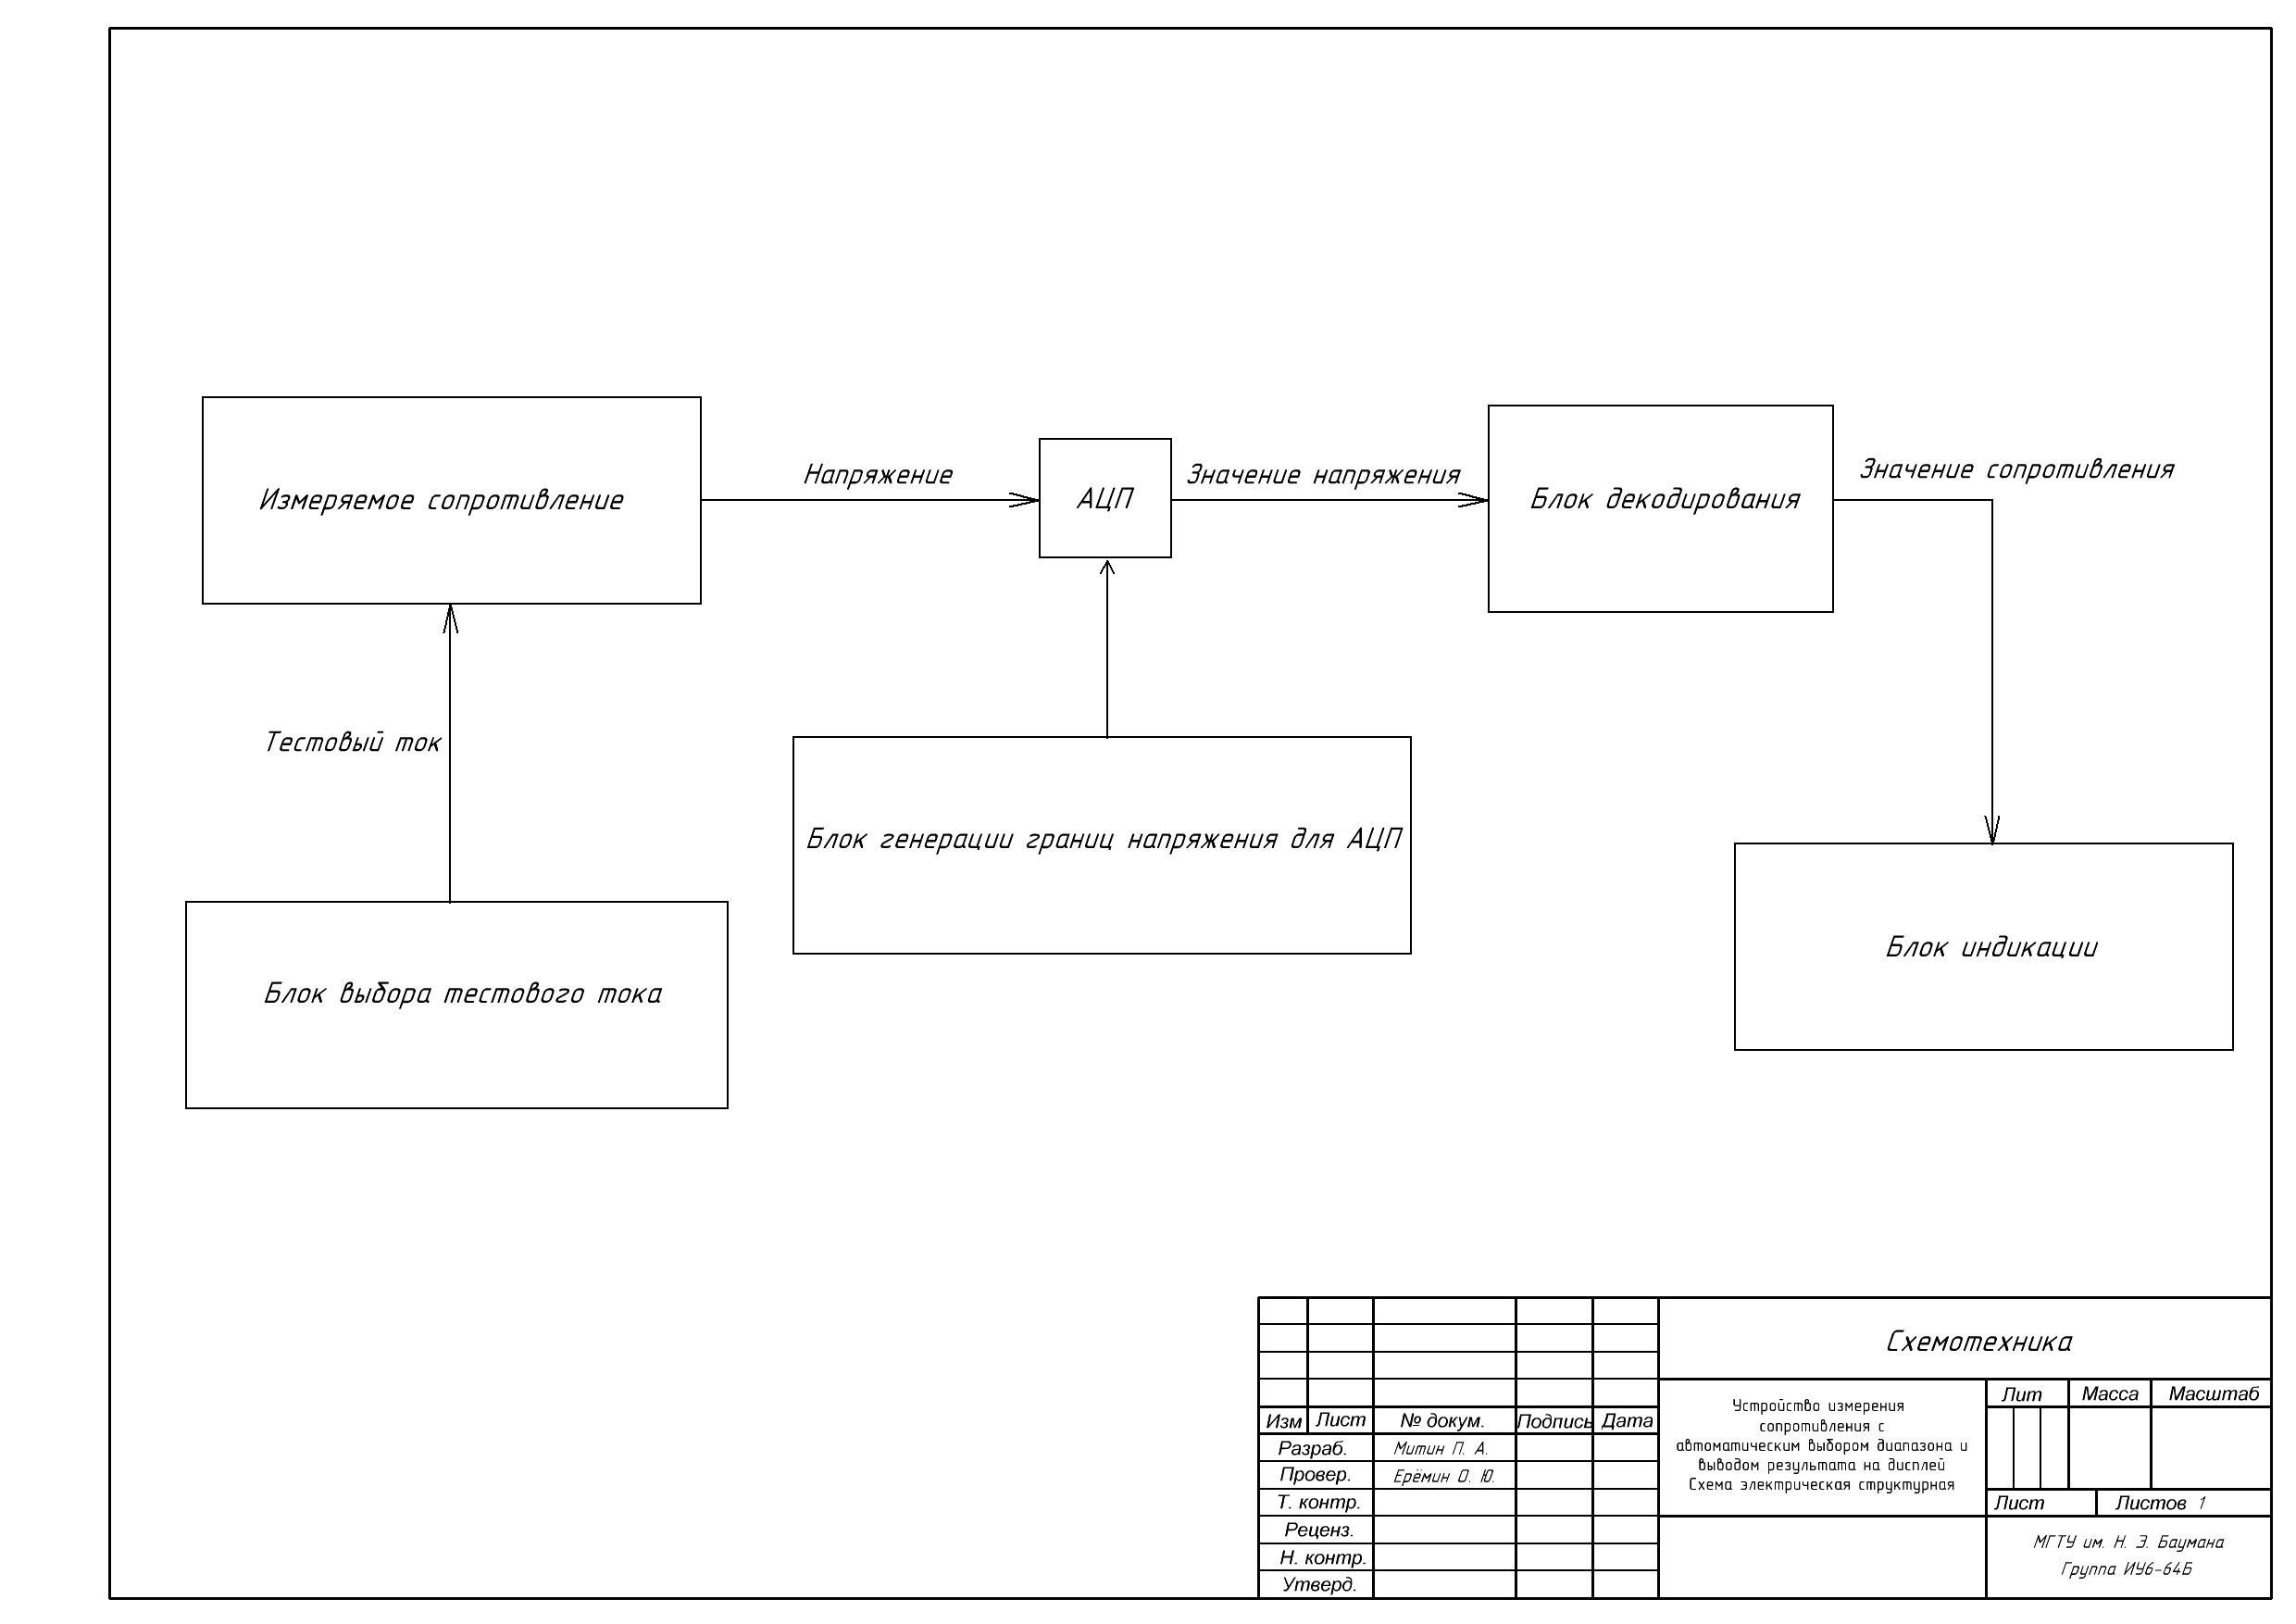 Напряжение
Значение напряжения
Значение сопротивления
Измеряемое сопротивление
АЦП
Блок декодирования
Тестовый ток
Блок генерации границ напряжения для АЦП
Блок индикации
Блок выбора тестового тока
Схемотехника
Изм
Лист
№ докум.
Подпись
Дата
Разраб.
Митин П. А.
Провер.
Ерёмин О. Ю.
Т. контр.
Реценз.
Н. контр.
Утверд.
Устройство измерения
сопротивления с
автоматическим выбором диапазона и
выводом результата на дисплей
Схема электрическая структурная
Лит
Масса
Масштаб
Лист
Листов 1
МГТУ им. Н. Э. Баумана
Группа ИУ6-64Б